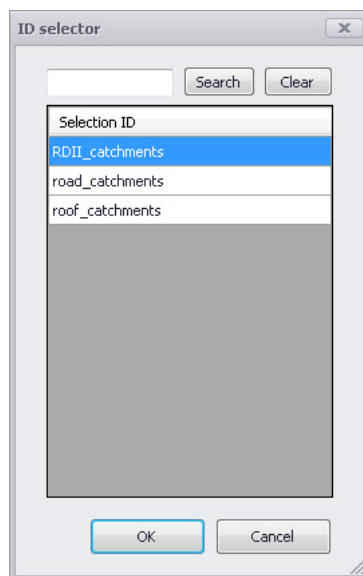 ID selector
Search Clear
Selection ID
RDII_catchments
road_catchments
roof_catchments
OK Cancel